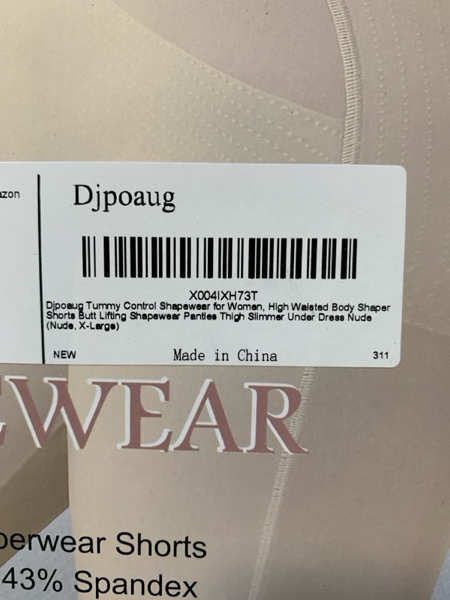 Djpoaug
X004IXH73T
Djpoaug Tummy Control Shapewear for Women, High Waisted Body Shaper
Shorts Butt Lifting Shapewear Panties Thigh Slimmer Under Dress Nude
(Nude, X-Large)
NEW Made in China 311
EWEAR
perwear Shorts
43% Spandex